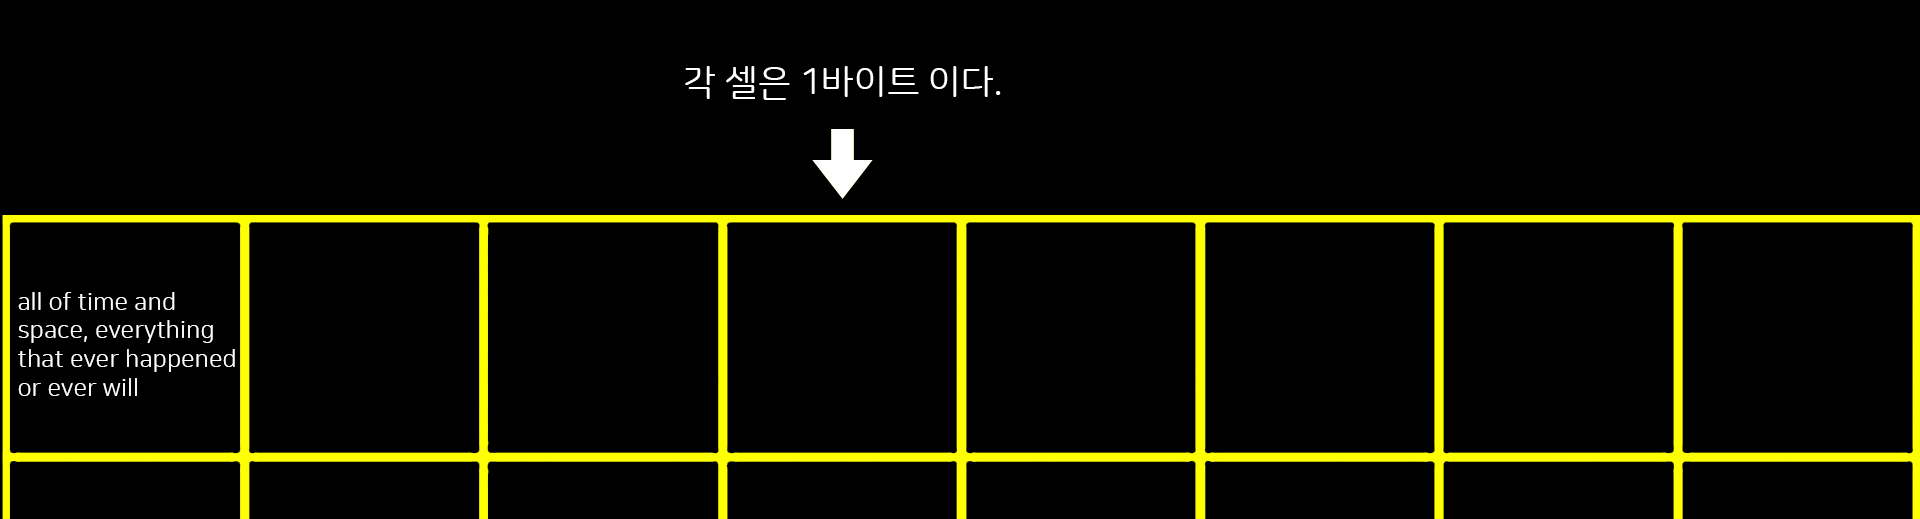 각 셀은 1바이트 이다.
all of time and
space, everything
that ever happened
or ever will